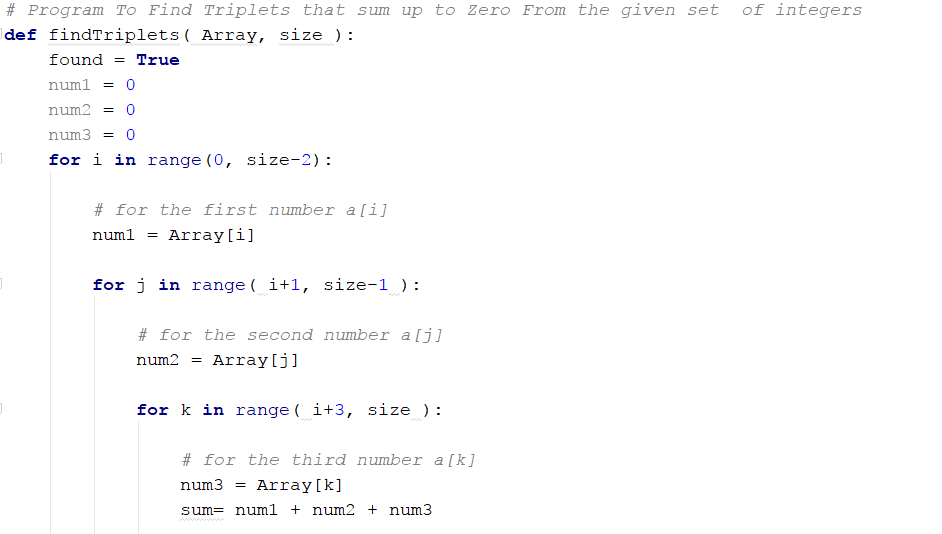 # Program To Find Triplets that sum up to Zero From the given set  of integers
def findTriplets( Array, size ):
    found = True
    num1 = 0
    num2 = 0
    num3 = 0
    for i in range(0, size-2):
        # for the first number a[i]
        num1 = Array[i]
        for j in range( i+1, size-1 ):
            # for the second number a[j]
            num2 = Array[j]
            for k in range( i+3, size ):
                # for the third number a[k]
                num3 = Array[k]
                sum= num1 + num2 + num3